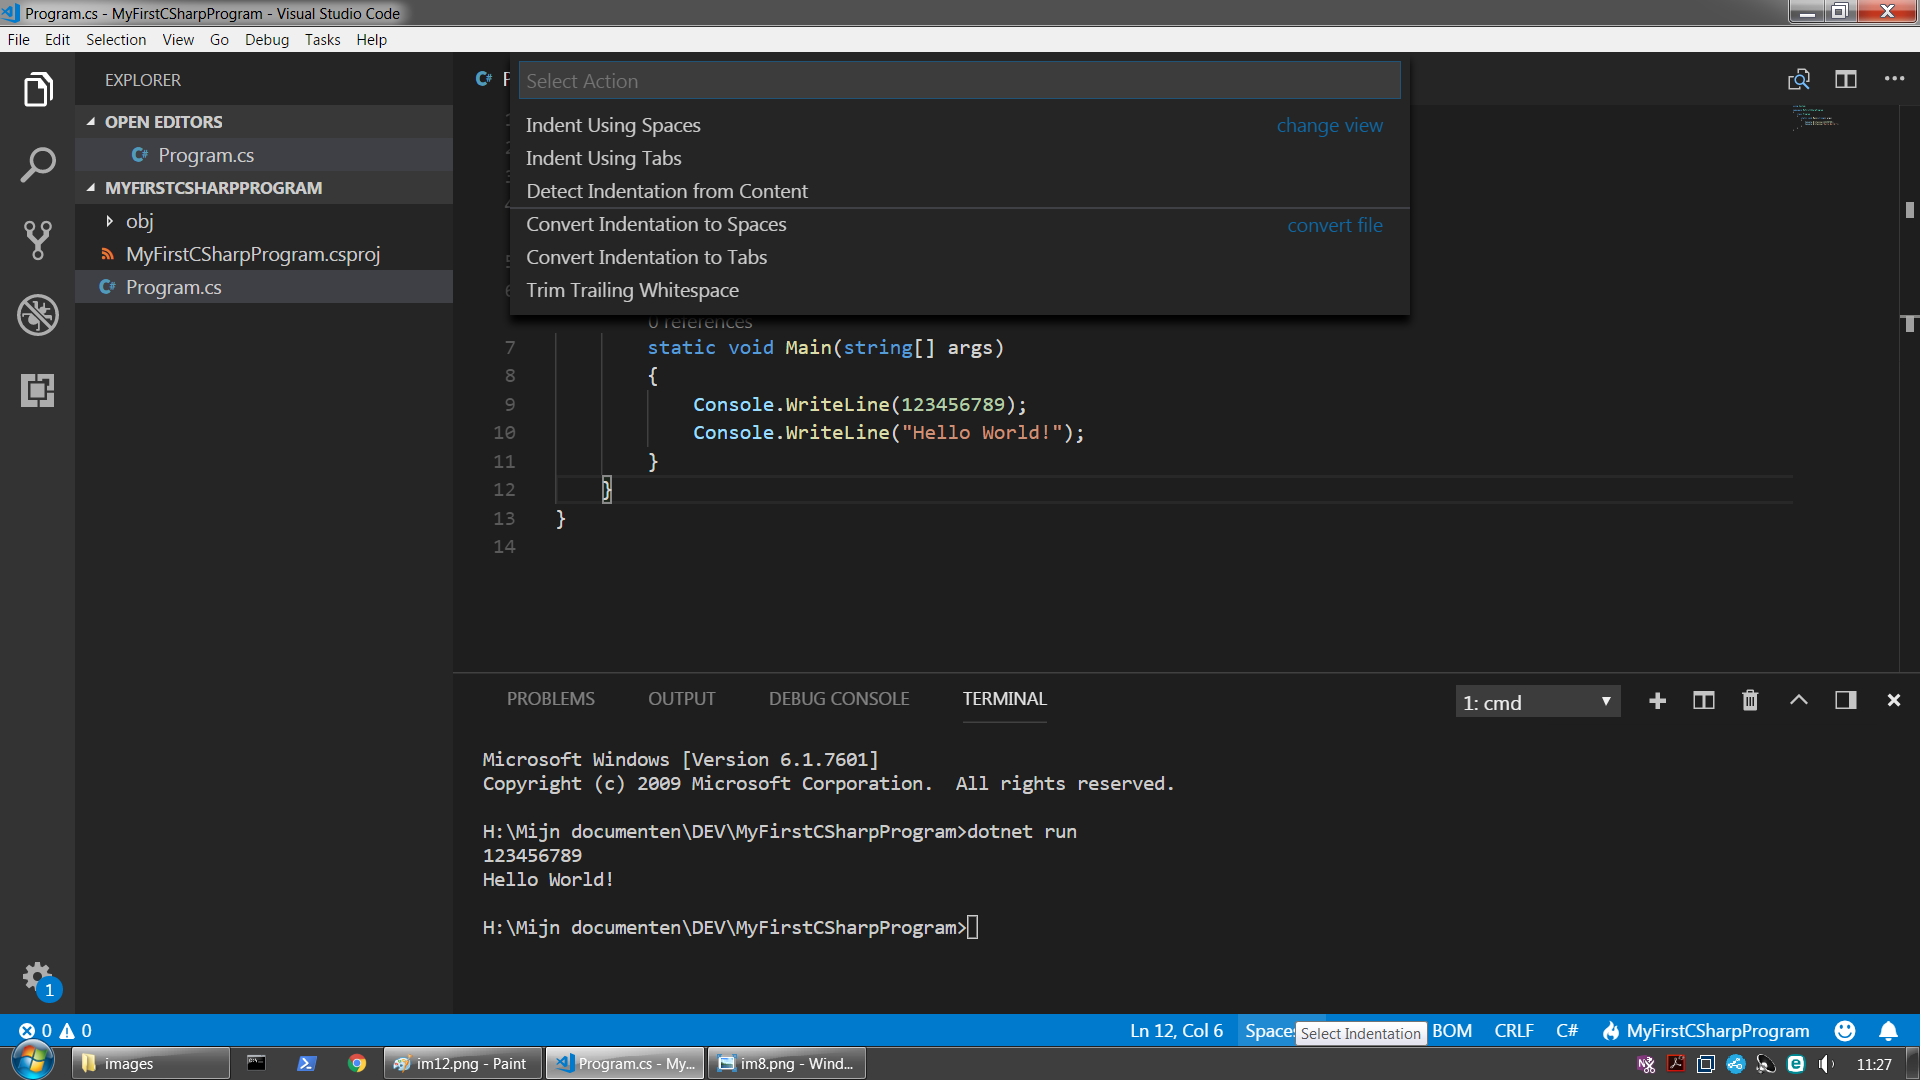 Program.cs - MyFirstCSharpProgram - Visual Studio Code
File Edit Selection View Go Debug Tasks Help
EXPLORER
OPEN EDITORS
C# Program.cs
MYFIRSTCSHARPPROGRAM
obj
MyFirstCSharpProgram.csproj
C# Program.cs
C# P
Select Action
Indent Using Spaces change view
Indent Using Tabs
Detect Indentation from Content
Convert Indentation to Spaces convert file
Convert Indentation to Tabs
Trim Trailing Whitespace
0 references
7 static void Main(string[] args)
8 {
9 Console.WriteLine(123456789);
10 Console.WriteLine("Hello World!");
11 }
12 }
13 }
14
PROBLEMS OUTPUT DEBUG CONSOLE TERMINAL 1: cmd
Microsoft Windows [Version 6.1.7601]
Copyright (c) 2009 Microsoft Corporation. All rights reserved.
H:\Mijn documenten\DEV\MyFirstCSharpProgram>dotnet run
123456789
Hello World!
H:\Mijn documenten\DEV\MyFirstCSharpProgram>
1
0 0 Ln 12, Col 6 Spaces Select Indentation BOM CRLF C# MyFirstCSharpProgram
images im12.png - Paint Program.cs - My... im8.png - Wind... 11:27